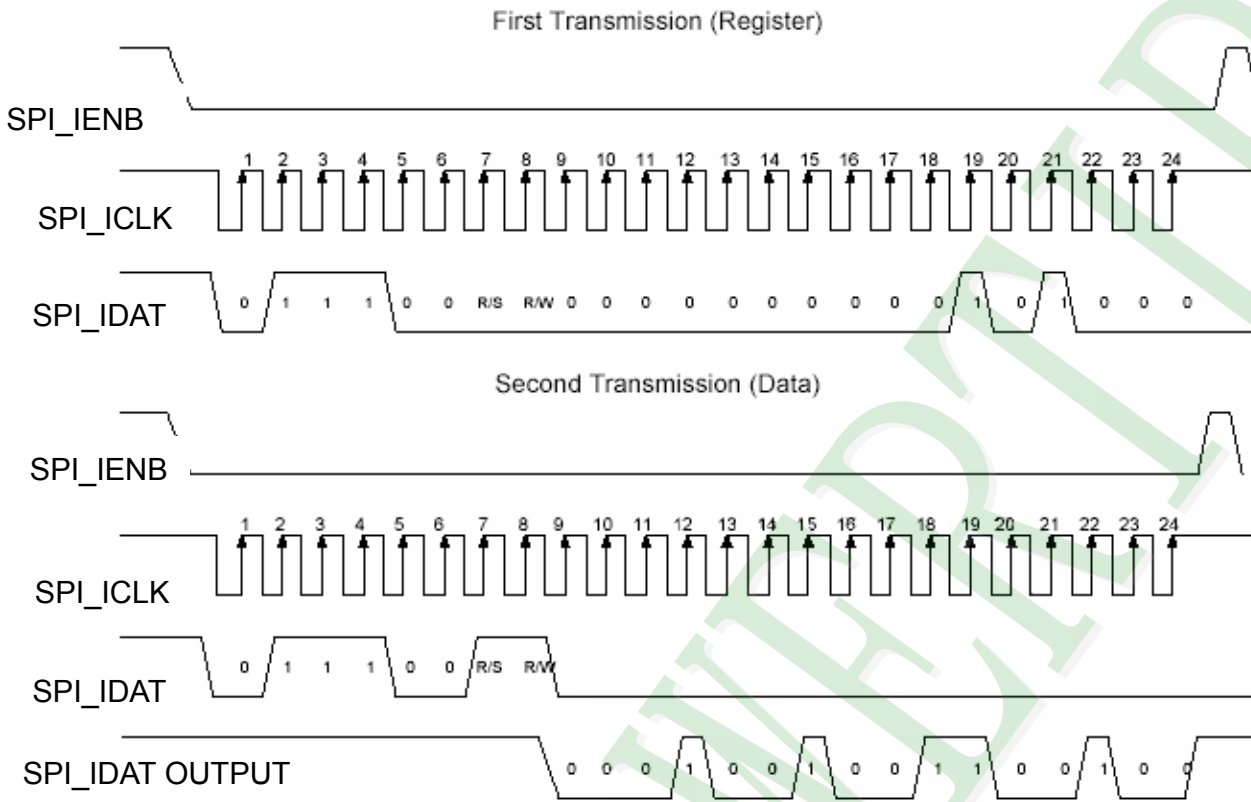 First Transmission (Register)
SPI_IENB
1 2 3 4 5 6 7 8 9 10 11 12 13 14 15 16 17 18 19 20 21 22 23 24
SPI_ICLK
0 1 1 1 0 0 R/S R/W 0 0 0 0 0 0 0 0 0 0 1 0 1 0 0 0
SPI_IDAT
Second Transmission (Data)
SPI_IENB
1 2 3 4 5 6 7 8 9 10 11 12 13 14 15 16 17 18 19 20 21 22 23 24
SPI_ICLK
0 1 1 1 0 0 R/S R/W
SPI_IDAT
0 0 0 1 0 0 1 0 0 1 1 0 0 1 0 0
SPI_IDAT OUTPUT